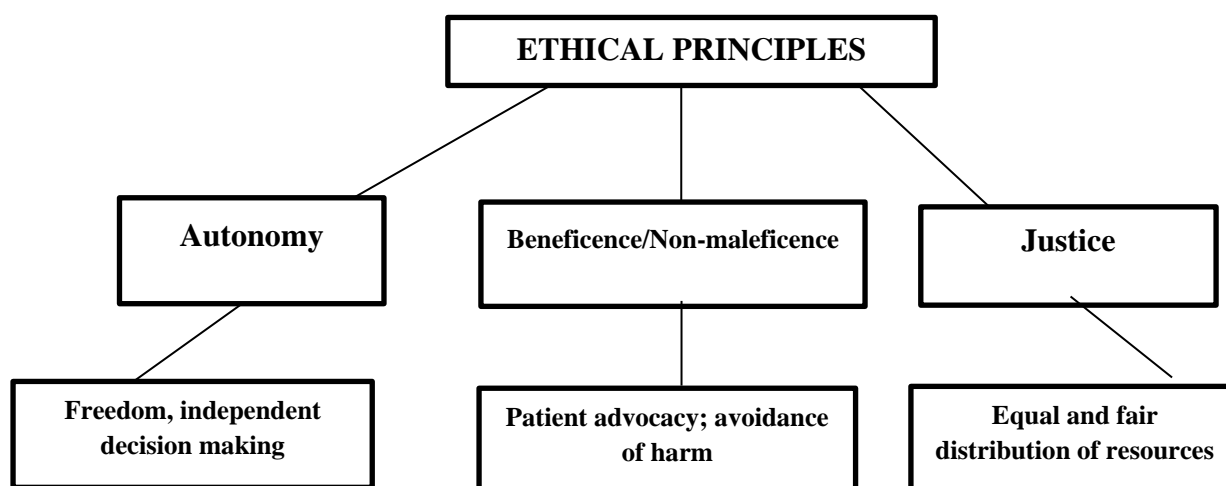 ETHICAL PRINCIPLES
Autonomy
Beneficence/Non-maleficence
Justice
Freedom, independent
decision making
Patient advocacy; avoidance
of harm
Equal and fair
distribution of resources